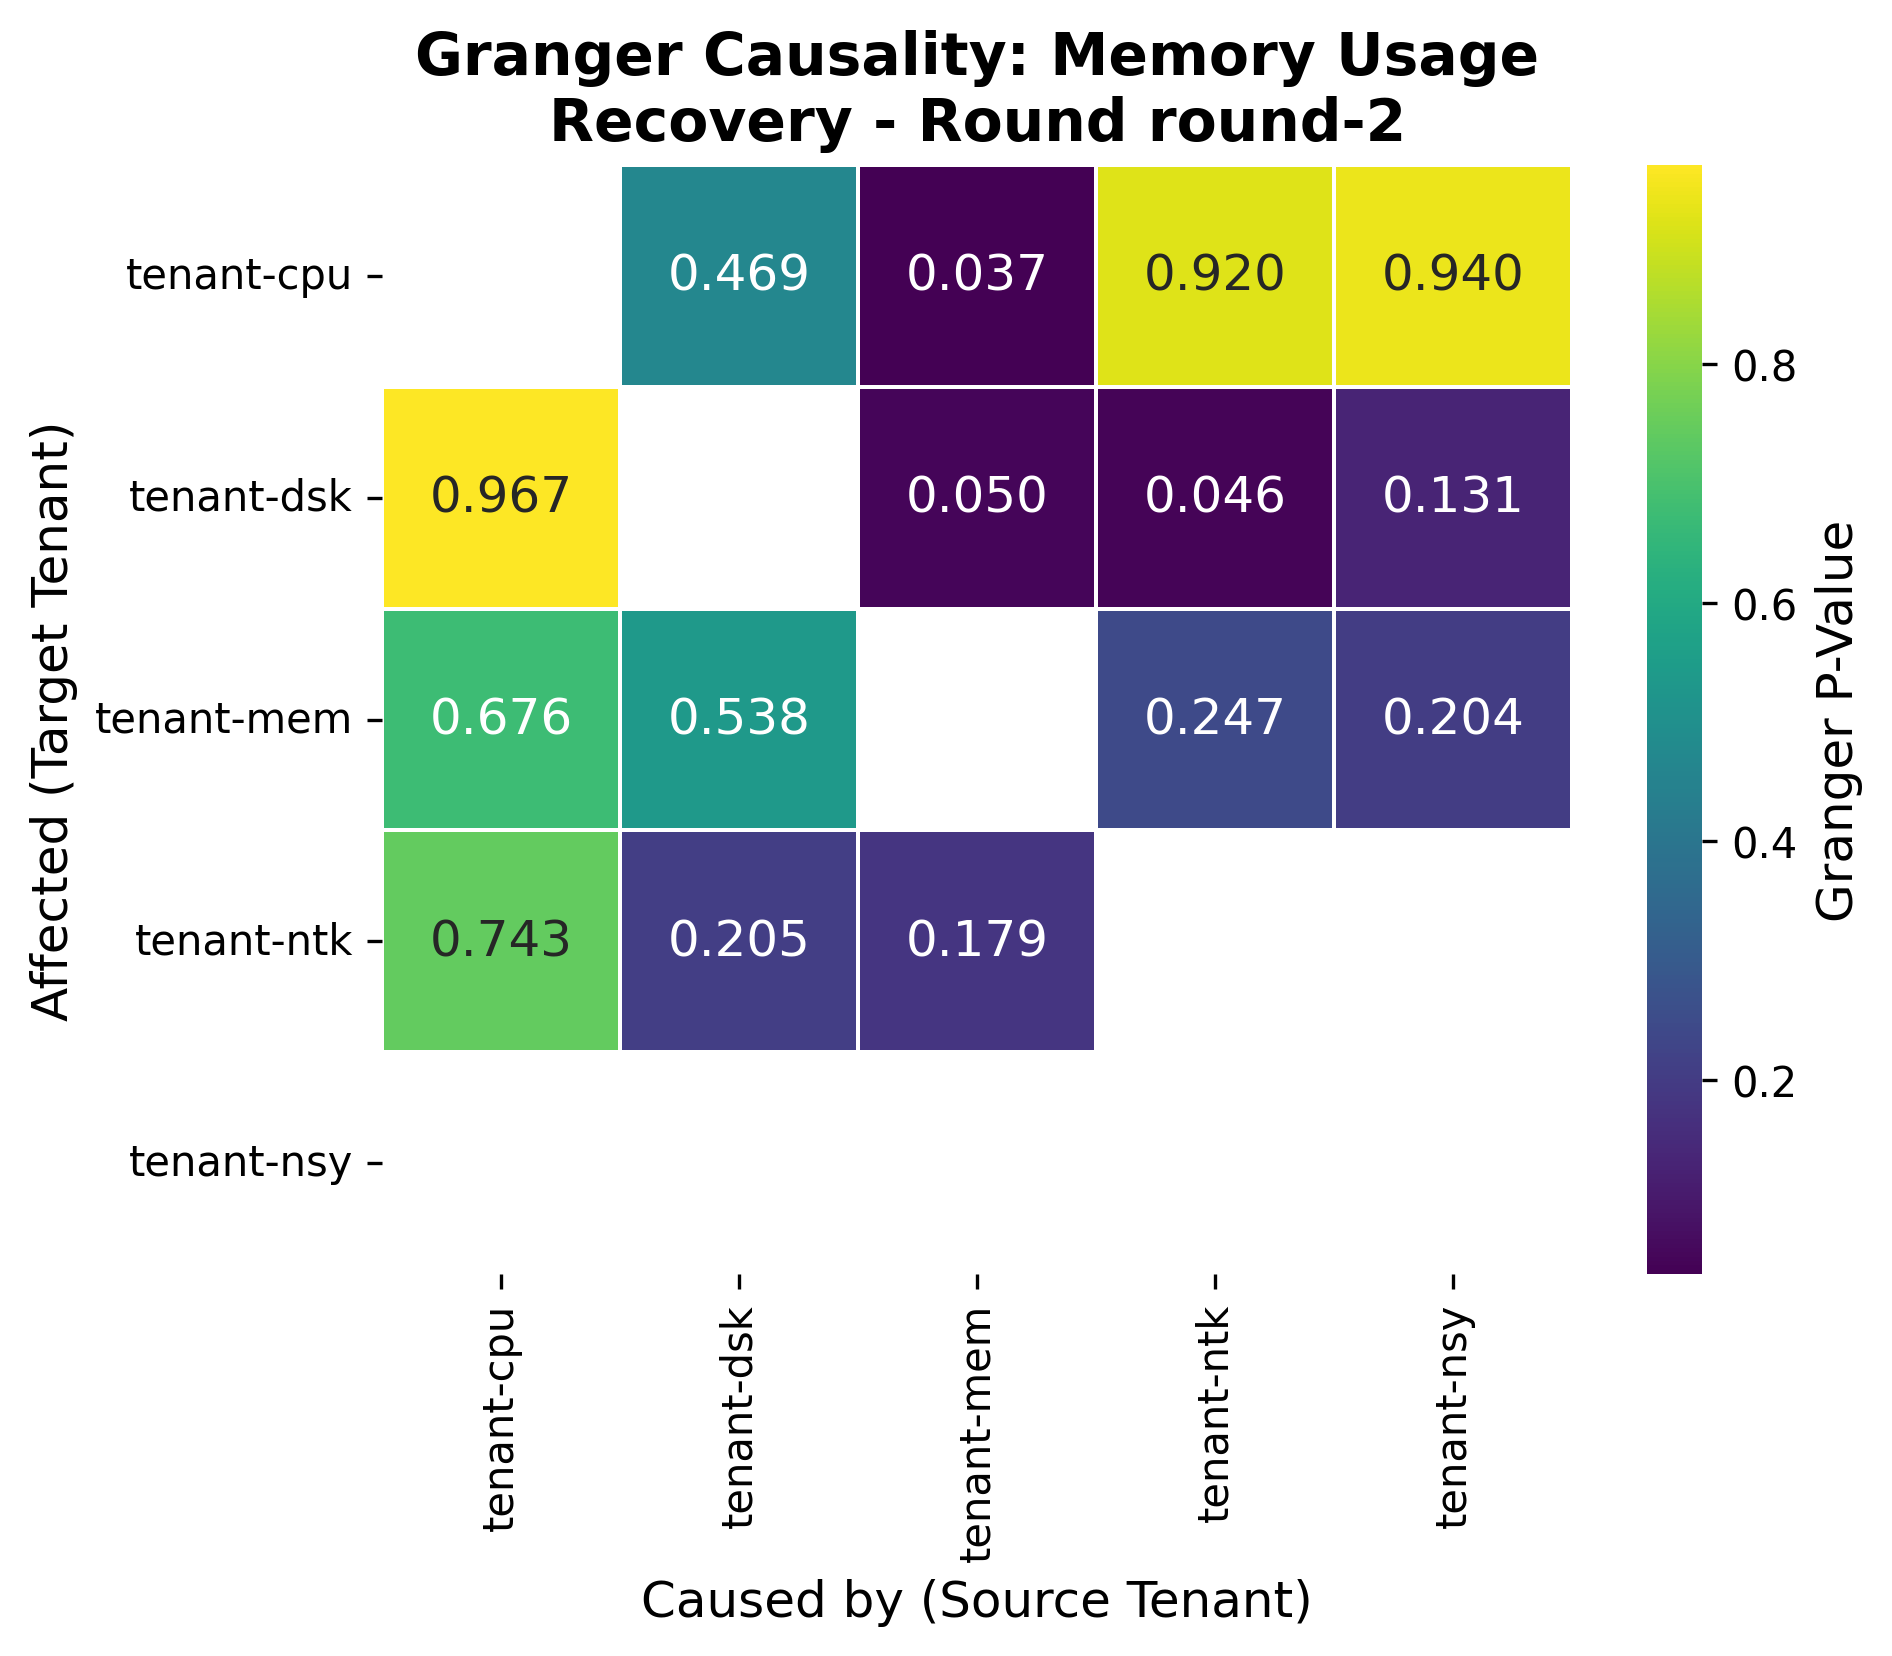 Granger Causality: Memory Usage
Recovery - Round round-2
Affected (Target Tenant)
tenant-cpu
0.469 0.037 0.920 0.940
tenant-dsk
0.967 0.050 0.046 0.131
tenant-mem
0.676 0.538 0.247 0.204
tenant-ntk
0.743 0.205 0.179
tenant-nsy
tenant-cpu
tenant-dsk
tenant-mem
tenant-ntk
tenant-nsy
Caused by (Source Tenant)
0.8
0.6
0.4
0.2
Granger P-Value